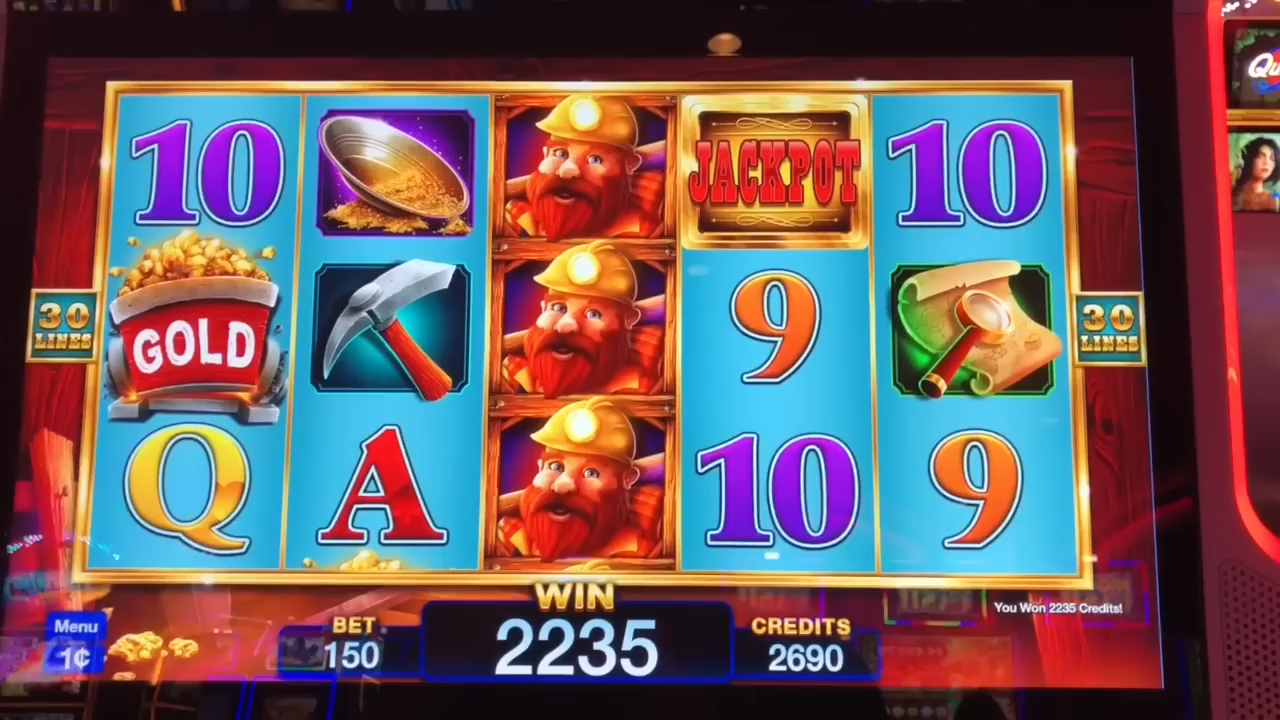 10
JACKPOT
10
GOLD
9
30
LINES
30
LINES
Q
A
10
9
WIN
2235
You Won 2235 Credits!
Menu
1¢
BET
150
CREDITS
2690